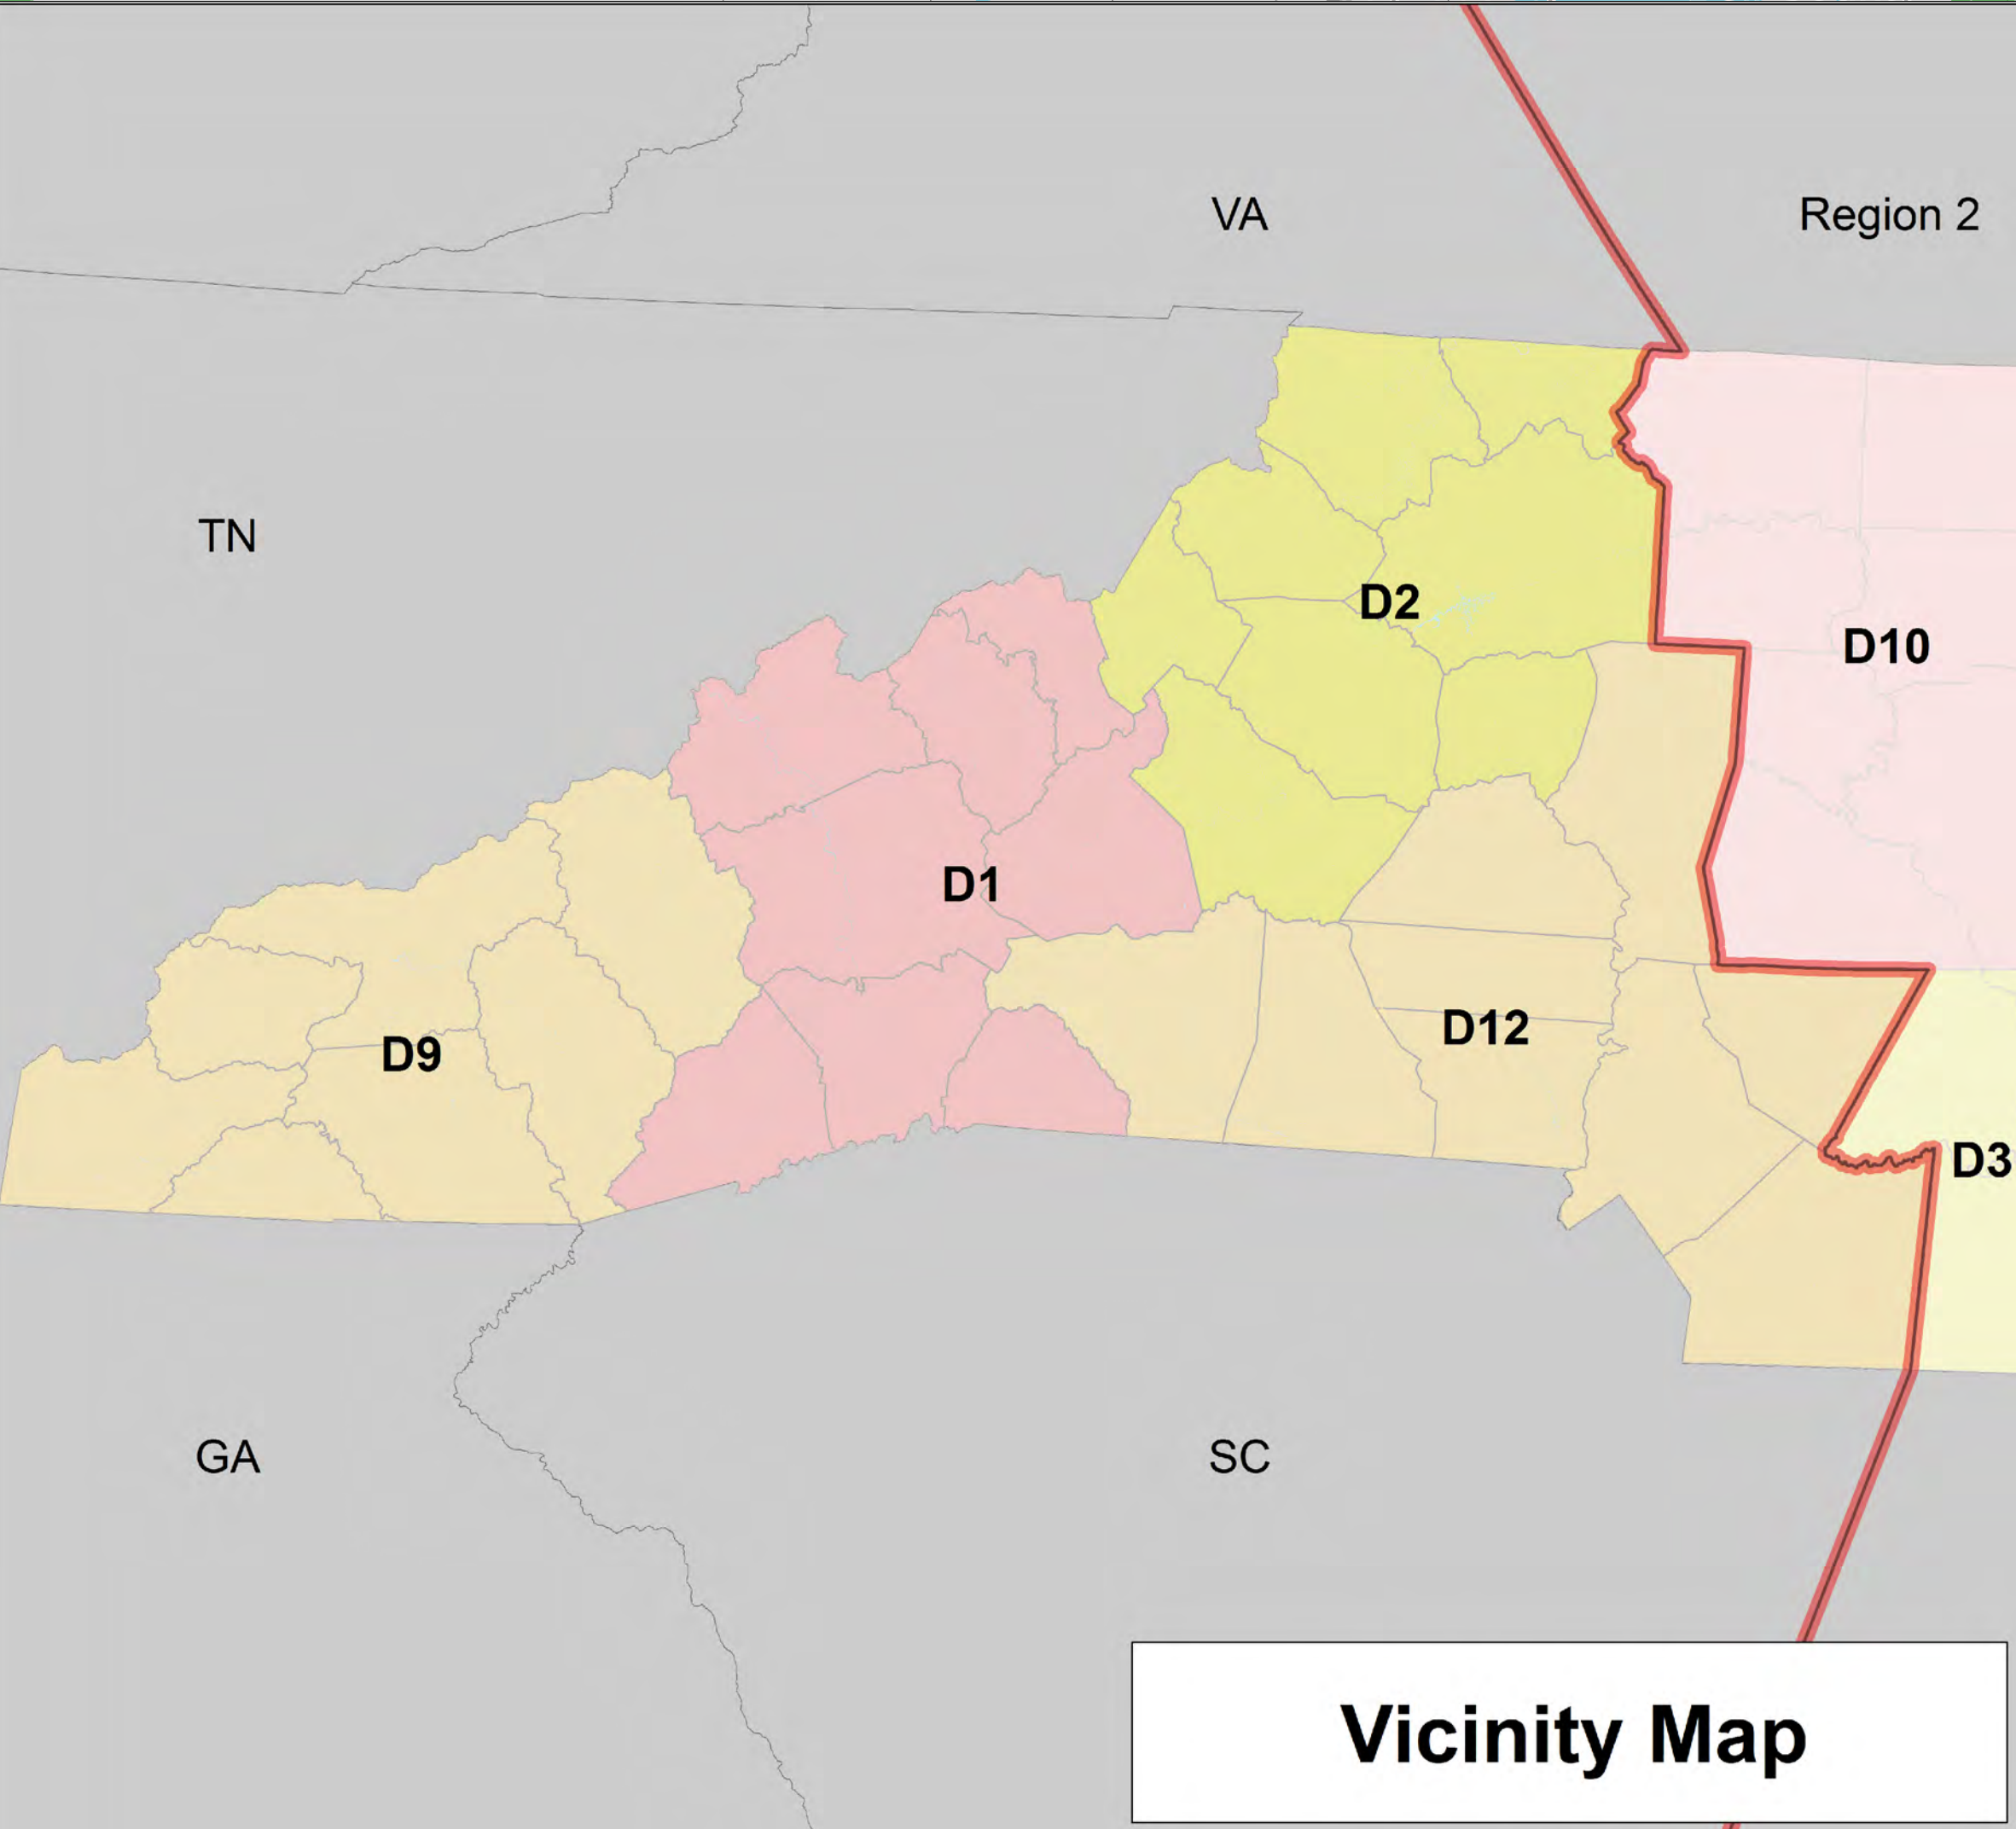 VA
Region 2
TN
D2
D10
D1
D12
D9
D3
GA
SC
Vicinity Map